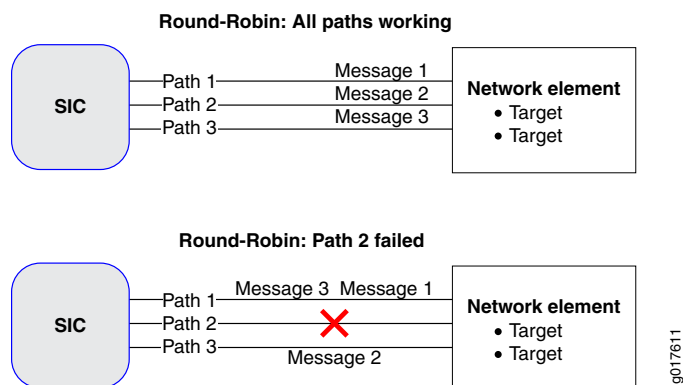 Round-Robin: All paths working
SIC
Path 1
Message 1
Path 2
Message 2
Path 3
Message 3
Network element
• Target
• Target
Round-Robin: Path 2 failed
SIC
Path 1
Message 3 Message 1
Path 2
Path 3
Message 2
Network element
• Target
• Target
g017611